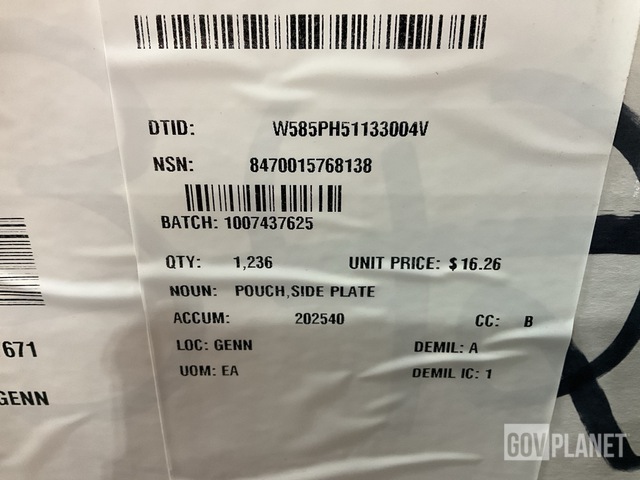 DTID: W585PH51133004V
NSN: 8470015768138
BATCH: 1007437625
QTY: 1,236 UNIT PRICE: $ 16.26
NOUN: POUCH,SIDE PLATE
ACCUM: 202540 CC: B
LOC: GENN DEMIL: A
UOM: EA DEMIL IC: 1
671
GENN
GOVPLANET